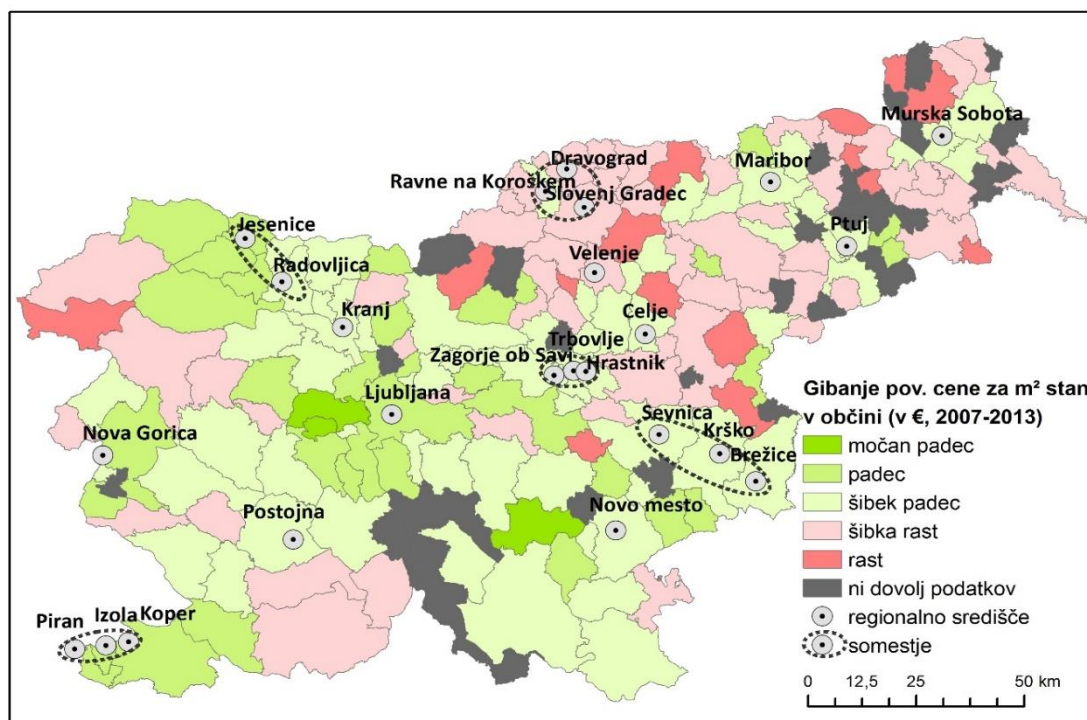 Murska Sobota
Dravograd
Maribor
Ravne na Koroškem
Slovenj Gradec
Ptuj
Jesenice
Velenje
Radovljica
Kranj
Celje
Trbovlje
Zagorje ob Savi
Hrastnik
Ljubljana
Sevnica
Krško
Nova Gorica
Brežice
Postojna
Novo mesto
Piran
Izola
Koper
Gibanje pov. cene za m² stan
v občini (v €, 2007-2013)
močan padec
padec
šibek padec
šibka rast
rast
ni dovolj podatkov
regionalno središče
somestje
0 12,5 25 50 km